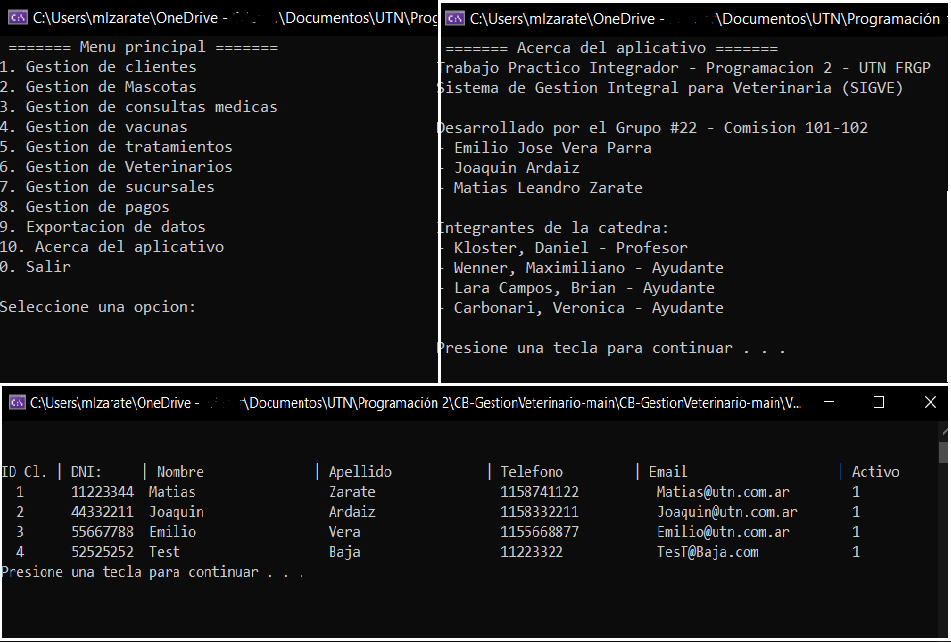 C:\Users\mlzarate\OneDrive - \Documentos\UTN\Prog
======= Menu principal =======
1. Gestion de clientes
2. Gestion de Mascotas
3. Gestion de consultas medicas
4. Gestion de vacunas
5. Gestion de tratamientos
6. Gestion de Veterinarios
7. Gestion de sucursales
8. Gestion de pagos
9. Exportacion de datos
10. Acerca del aplicativo
0. Salir
Seleccione una opcion:
C:\Users\mlzarate\OneDrive - \Documentos\UTN\Programación
======= Acerca del aplicativo =======
Trabajo Practico Integrador - Programacion 2 - UTN FRGP
Sistema de Gestion Integral para Veterinaria (SIGVE)
Desarrollado por el Grupo #22 - Comision 101-102
- Emilio Jose Vera Parra
- Joaquin Ardaiz
- Matias Leandro Zarate
Integrantes de la catedra:
- Kloster, Daniel - Profesor
- Wenner, Maximiliano - Ayudante
- Lara Campos, Brian - Ayudante
- Carbonari, Veronica - Ayudante
Presione una tecla para continuar . . .
C:\Users\mlzarate\OneDrive - \Documentos\UTN\Programación 2\CB-GestionVeterinario-main\CB-GestionVeterinario-main\V...
ID Cl. | DNI: | Nombre | Apellido | Telefono | Email | Activo
1 11223344 Matias Zarate 1158741122 Matias@utn.com.ar 1
2 44332211 Joaquin Ardaiz 1158332211 Joaquin@utn.com.ar 1
3 55667788 Emilio Vera 1155668877 Emilio@utn.com.ar 1
4 52525252 Test Baja 11223322 TesT@Baja.com 1
Presione una tecla para continuar . . .